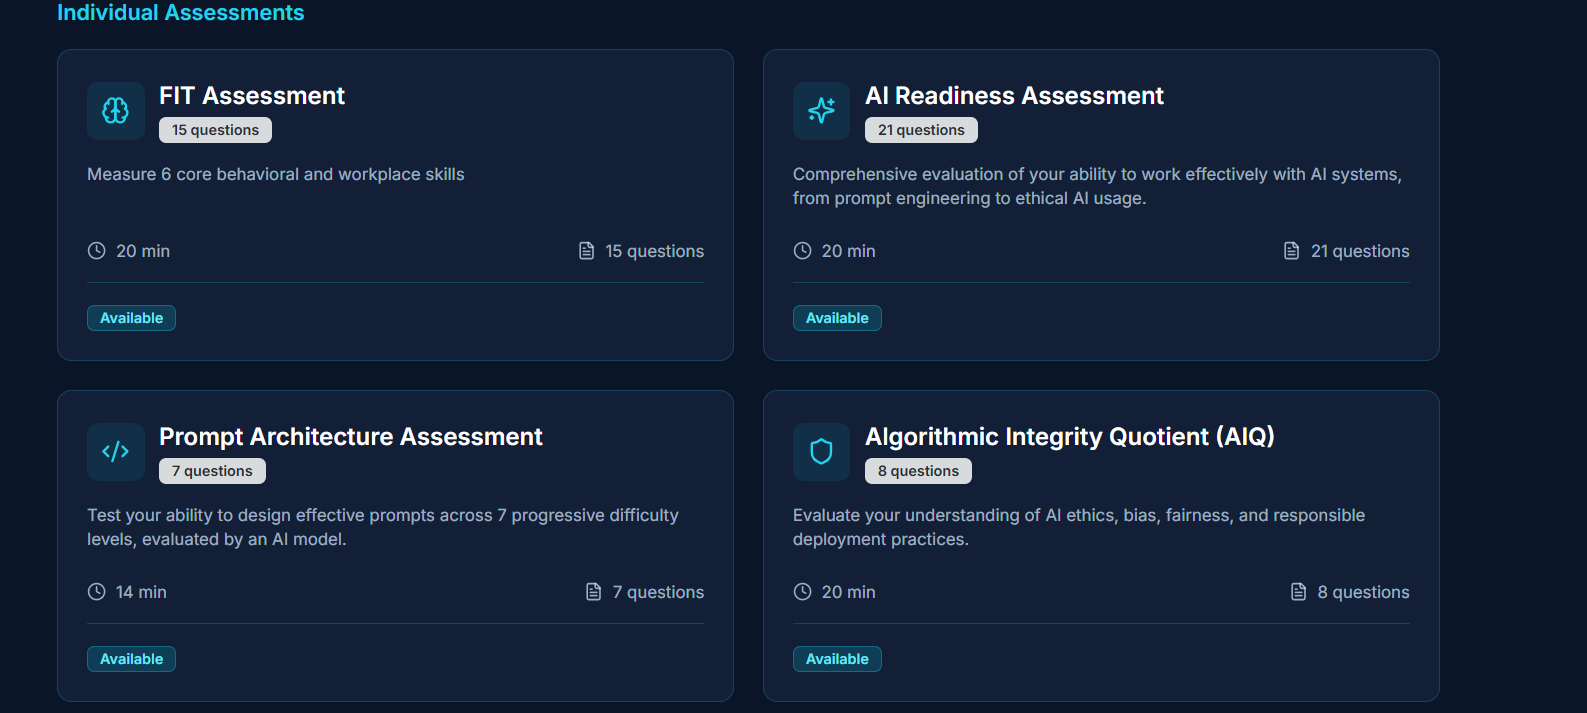 Individual Assessments
FIT Assessment
15 questions
Measure 6 core behavioral and workplace skills
20 min
15 questions
Available
AI Readiness Assessment
21 questions
Comprehensive evaluation of your ability to work effectively with AI systems,
from prompt engineering to ethical AI usage.
20 min
21 questions
Available
Prompt Architecture Assessment
7 questions
Test your ability to design effective prompts across 7 progressive difficulty
levels, evaluated by an AI model.
14 min
7 questions
Available
Algorithmic Integrity Quotient (AIQ)
8 questions
Evaluate your understanding of AI ethics, bias, fairness, and responsible
deployment practices.
20 min
8 questions
Available